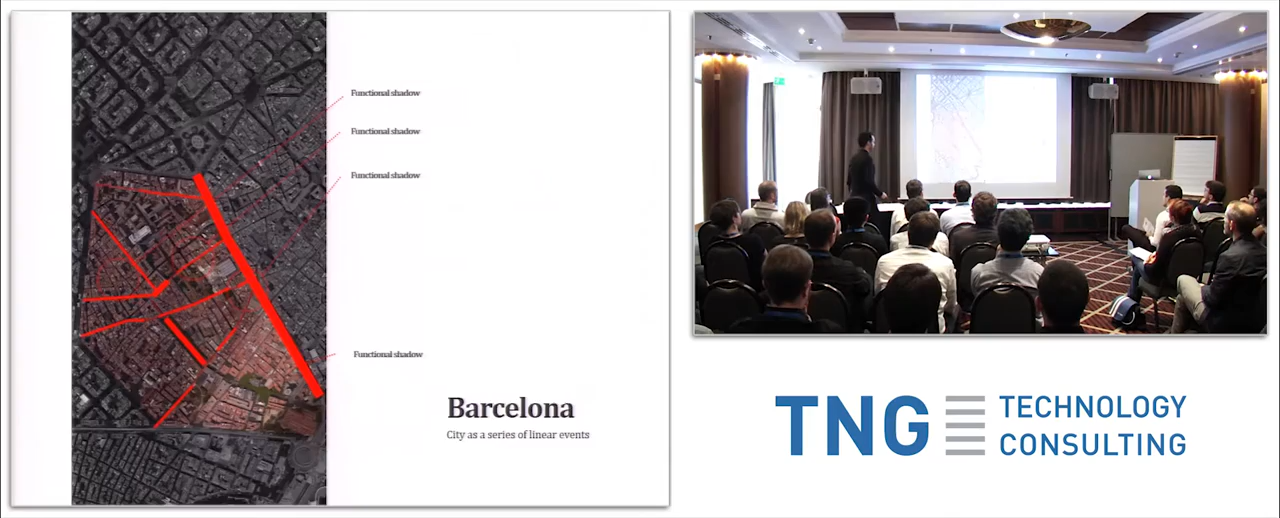 Functional shadow
Functional shadow
Functional shadow
Functional shadow
Barcelona
City as a series of linear events
TNG TECHNOLOGY
CONSULTING